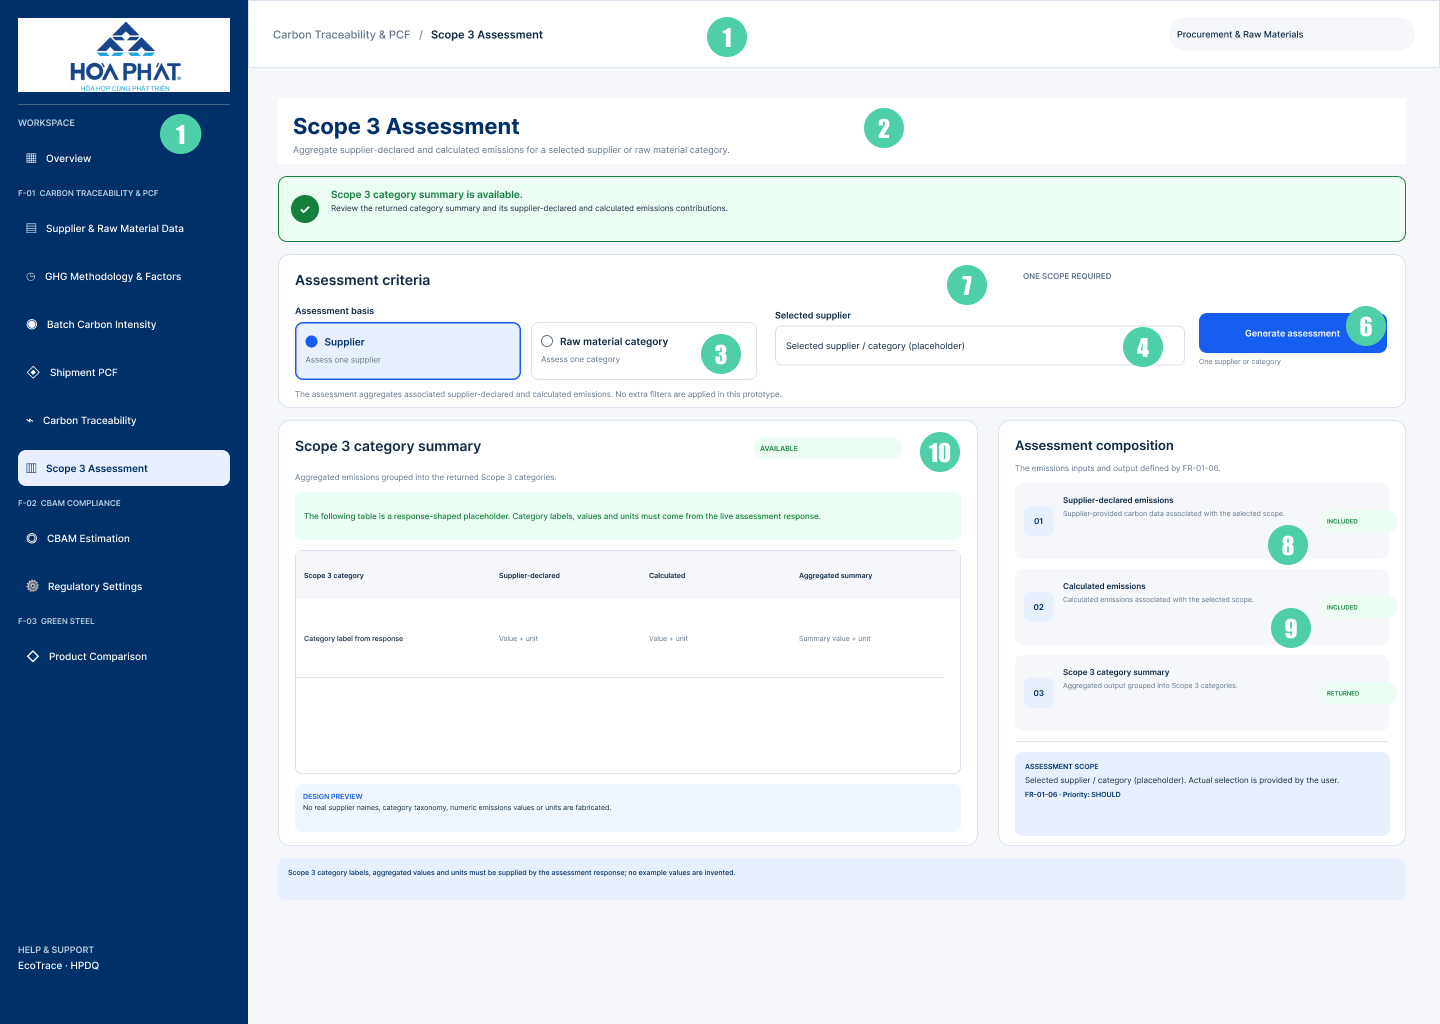 HÒA PHÁT
HÒA HỢP CÙNG PHÁT TRIỂN
WORKSPACE
1
Overview
F-01 CARBON TRACEABILITY & PCF
Supplier & Raw Material Data
GHG Methodology & Factors
Batch Carbon Intensity
Shipment PCF
Carbon Traceability
Scope 3 Assessment
F-02 CBAM COMPLIANCE
CBAM Estimation
Regulatory Settings
F-03 GREEN STEEL
Product Comparison
HELP & SUPPORT
EcoTrace · HPDQ
Carbon Traceability & PCF / Scope 3 Assessment
1
Procurement & Raw Materials
Scope 3 Assessment
2
Aggregate supplier-declared and calculated emissions for a selected supplier or raw material category.
Scope 3 category summary is available.
Review the returned category summary and its supplier-declared and calculated emissions contributions.
Assessment criteria
7
ONE SCOPE REQUIRED
Assessment basis
Supplier
Assess one supplier
Raw material category
Assess one category
3
Selected supplier
Selected supplier / category (placeholder)
4
Generate assessment
6
One supplier or category
The assessment aggregates associated supplier-declared and calculated emissions. No extra filters are applied in this prototype.
Scope 3 category summary
AVAILABLE
10
Aggregated emissions grouped into the returned Scope 3 categories.
The following table is a response-shaped placeholder. Category labels, values and units must come from the live assessment response.
Scope 3 category Supplier-declared Calculated Aggregated summary
Category label from response Value + unit Value + unit Summary value + unit
DESIGN PREVIEW
No real supplier names, category taxonomy, numeric emissions values or units are fabricated.
Assessment composition
The emissions inputs and output defined by FR-01-06.
01
Supplier-declared emissions
Supplier-provided carbon data associated with the selected scope.
INCLUDED
8
02
Calculated emissions
Calculated emissions associated with the selected scope.
INCLUDED
9
03
Scope 3 category summary
Aggregated output grouped into Scope 3 categories.
RETURNED
ASSESSMENT SCOPE
Selected supplier / category (placeholder). Actual selection is provided by the user.
FR-01-06 · Priority: SHOULD
Scope 3 category labels, aggregated values and units must be supplied by the assessment response; no example values are invented.